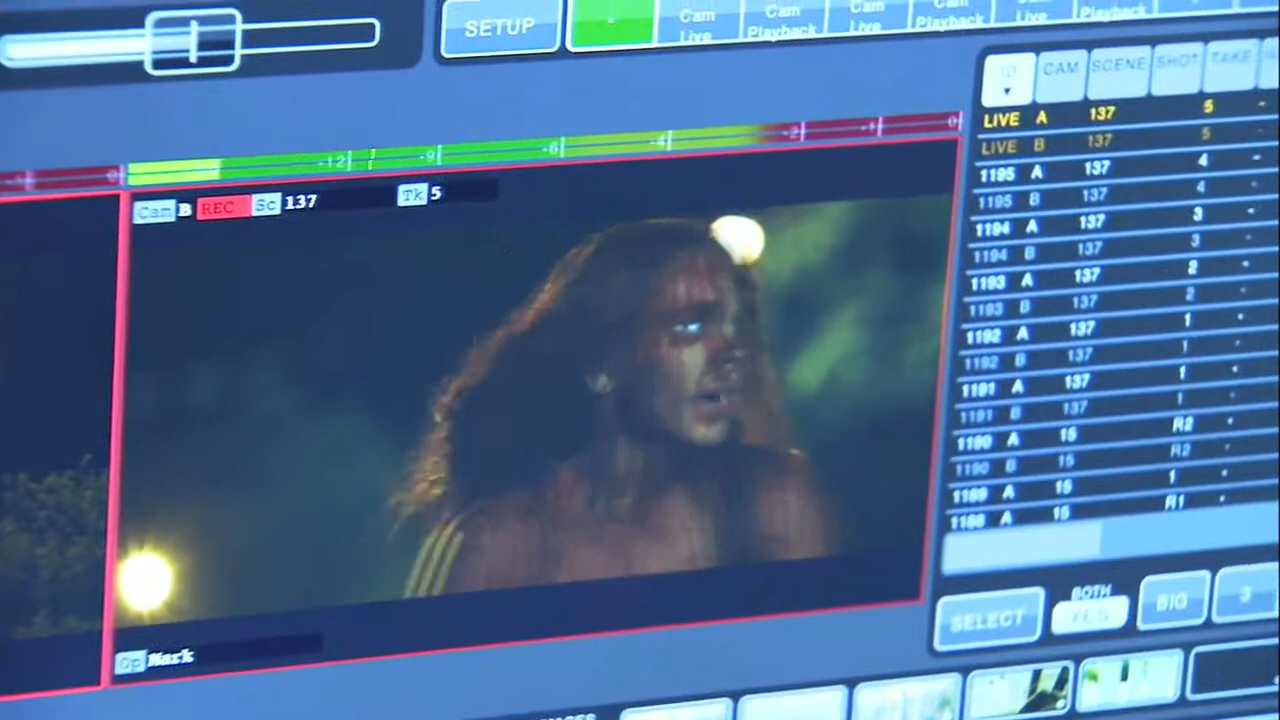 SETUP
Cam Live
Cam Playback
Cam Live
Cam Playback
Live
Playback
ID CAM SCENE SHOT TAKE
-12 -9 -6 -4 -2 -1 0
Cam B REC Sc 137 Tk 5
LIVE A 137 5 -
LIVE B 137 5
1195 A 137 4 -
1195 B 137 4 -
1194 A 137 3 -
1194 B 137 3 -
1193 A 137 2 -
1193 B 137 2 -
1192 A 137 1 -
1192 B 137 1 -
1191 A 137 1 -
1191 B 137 1 -
1190 A 15 R2 -
1190 B 15 R2 -
1189 A 15 1 -
1188 A 15 R1 -
Op Mark
SELECT
BOTH
YES
BIG
3